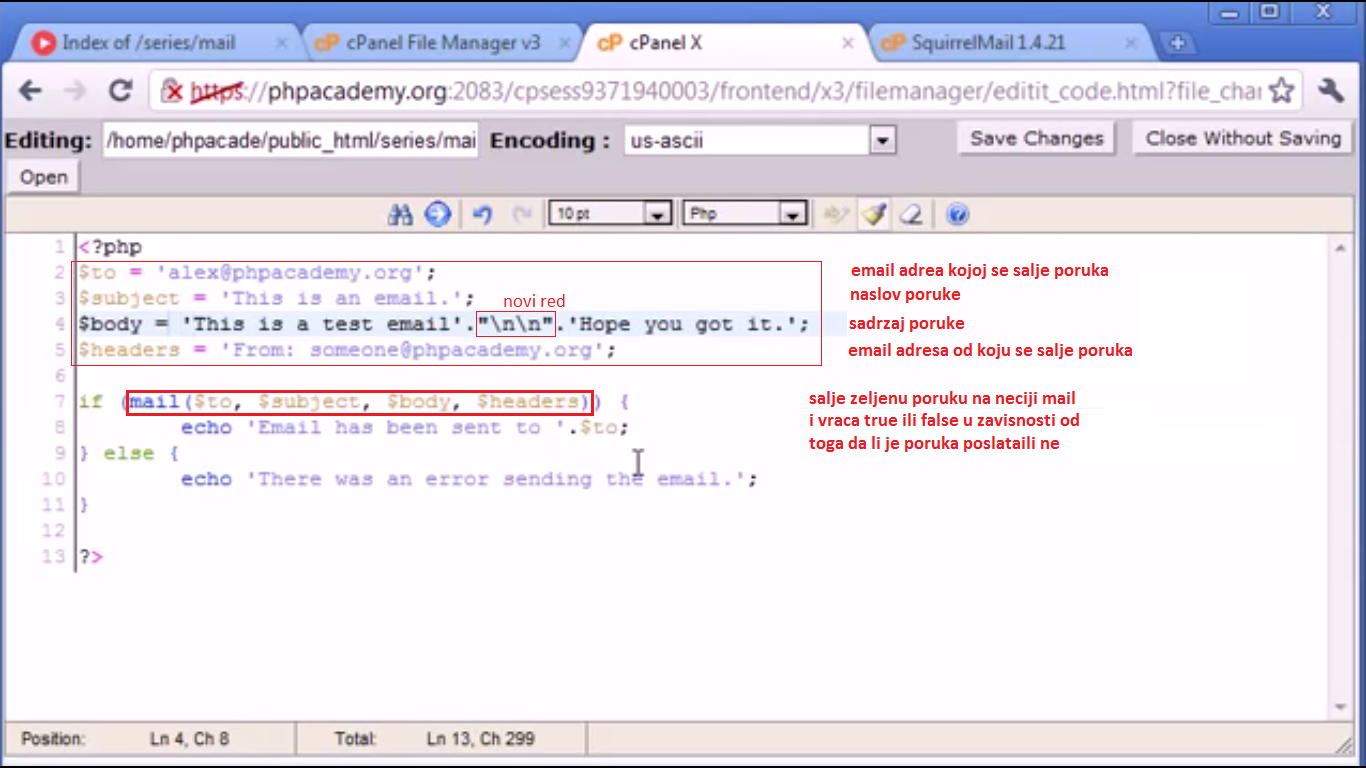 Index of /series/mail
cPanel File Manager v3
cPanel X
SquirrelMail 1.4.21
https://phpacademy.org:2083/cpsess9371940003/frontend/x3/filemanager/editit_code.html?file_chai
Editing: /home/phpacade/public_html/series/mai Encoding : us-ascii Save Changes Close Without Saving
Open
10 pt Php
1 <?php
2 $to = 'alex@phpacademy.org'; email adrea kojoj se salje poruka
3 $subject = 'This is an email.'; naslov poruke
novi red
4 $body = 'This is a test email'."\n\n".'Hope you got it.'; sadrzaj poruke
5 $headers = 'From: someone@phpacademy.org'; email adresa od koju se salje poruka
6
7 if (mail($to, $subject, $body, $headers)) { salje zeljenu poruku na neciji mail
8 echo 'Email has been sent to '.$to; i vraca true ili false u zavisnosti od
9 } else { toga da li je poruka poslataili ne
10 echo 'There was an error sending the email.';
11 }
12
13 ?>
Position: Ln 4, Ch 8 Total: Ln 13, Ch 299